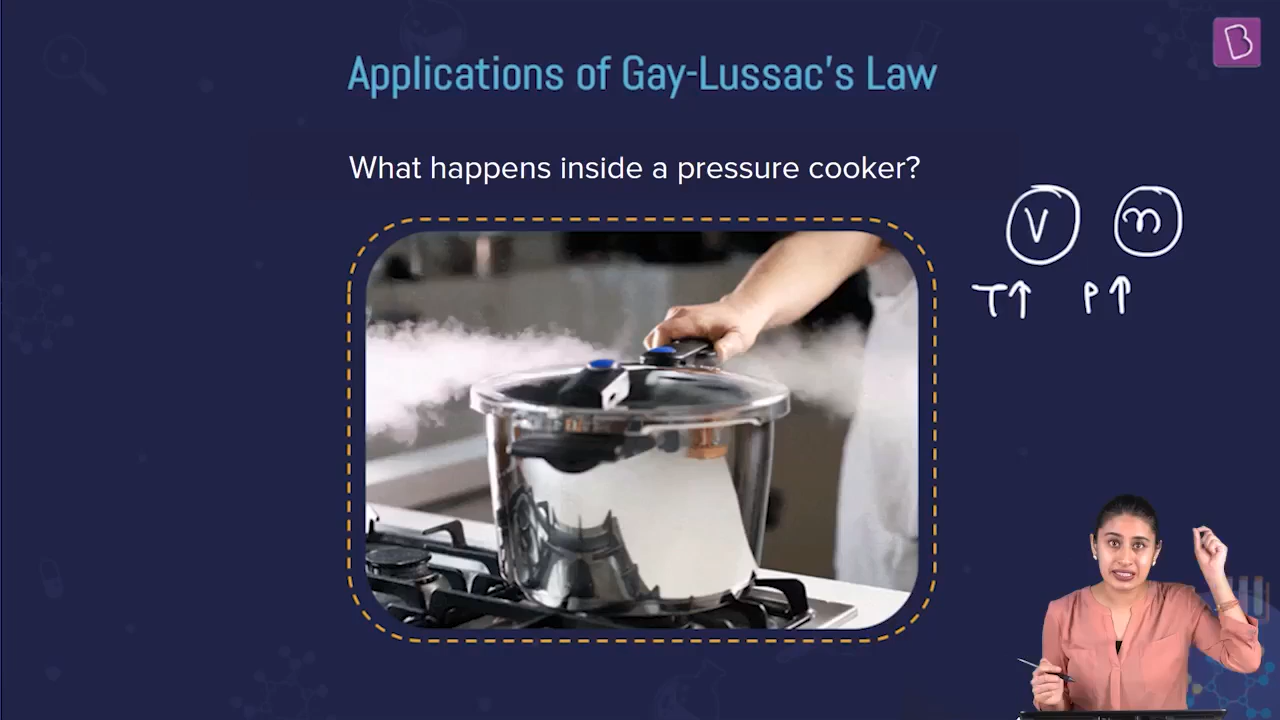 Applications of Gay-Lussac's Law
What happens inside a pressure cooker?
V n
T↑ P↑
B